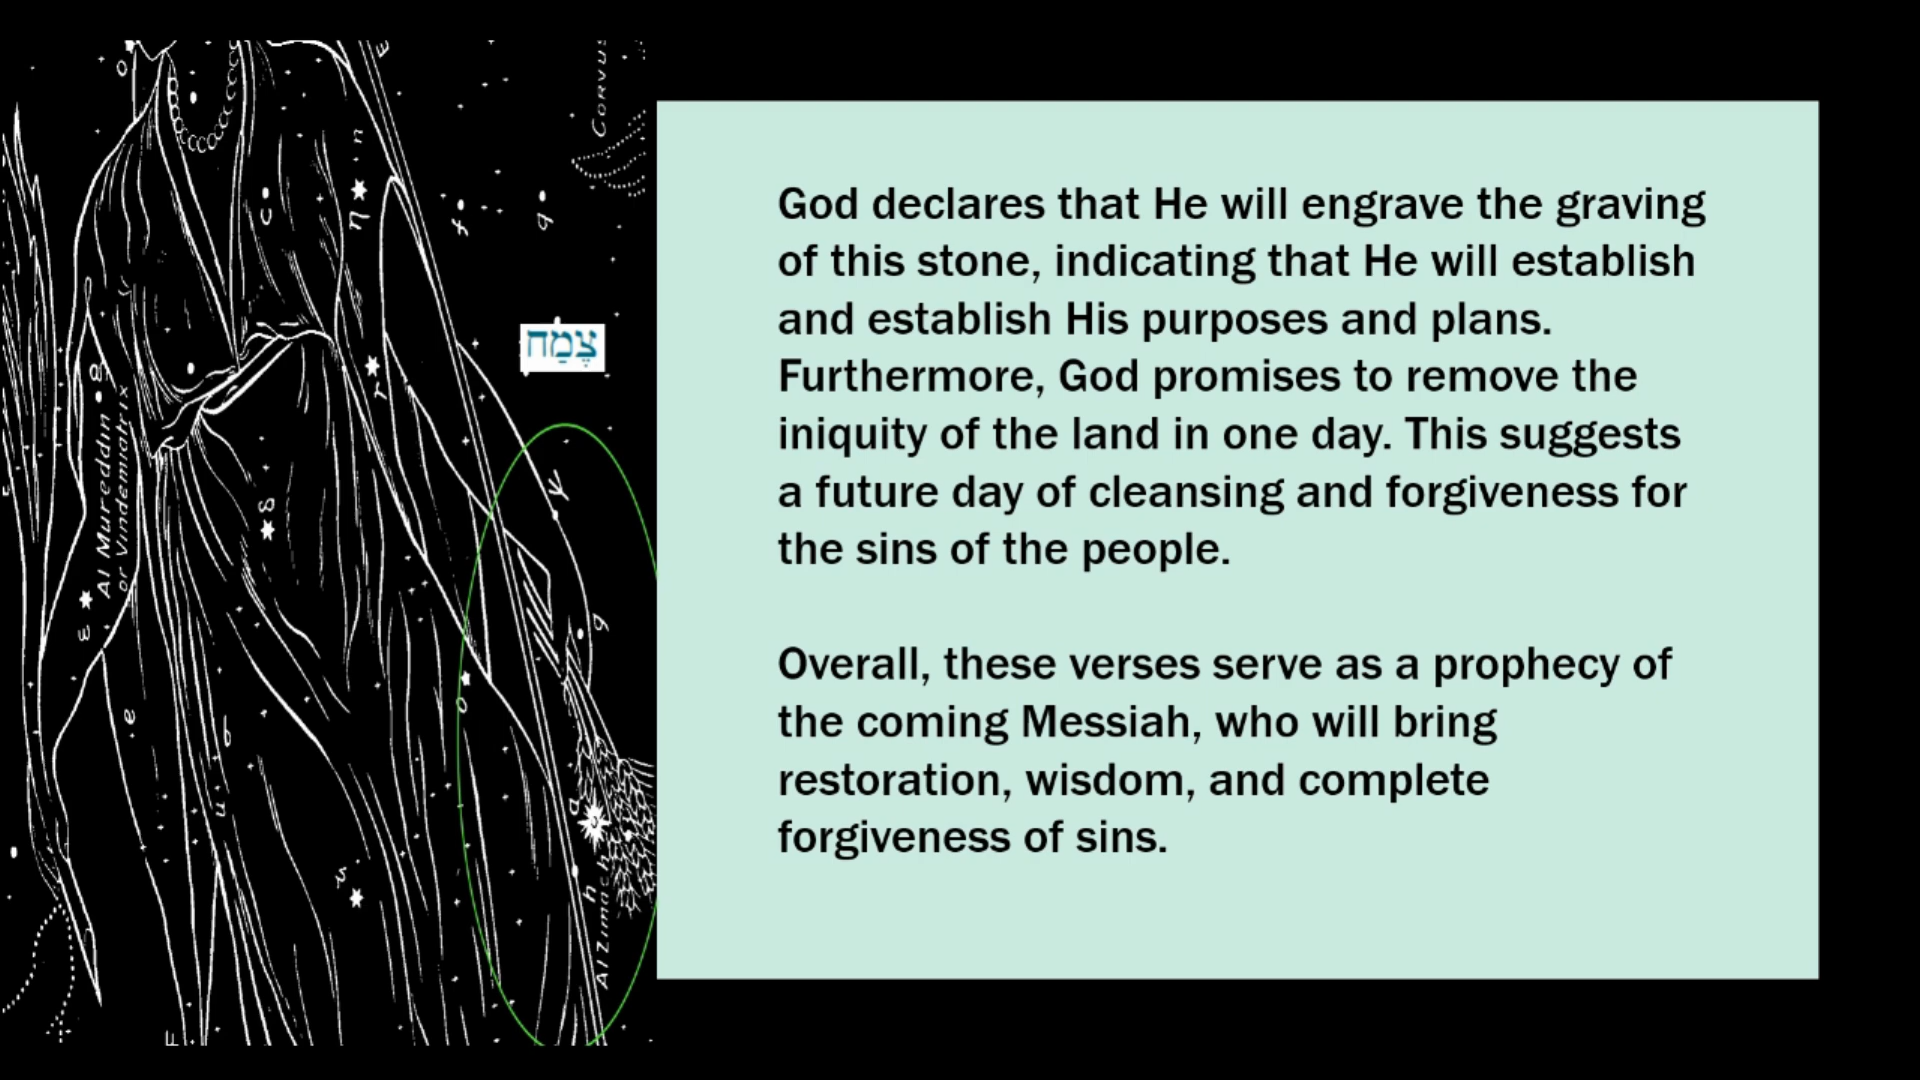 CORVUS
צֶמַח
Al Mureddin
or Vindemiatrix
Al Zimach
God declares that He will engrave the graving
of this stone, indicating that He will establish
and establish His purposes and plans.
Furthermore, God promises to remove the
iniquity of the land in one day. This suggests
a future day of cleansing and forgiveness for
the sins of the people.
Overall, these verses serve as a prophecy of
the coming Messiah, who will bring
restoration, wisdom, and complete
forgiveness of sins.